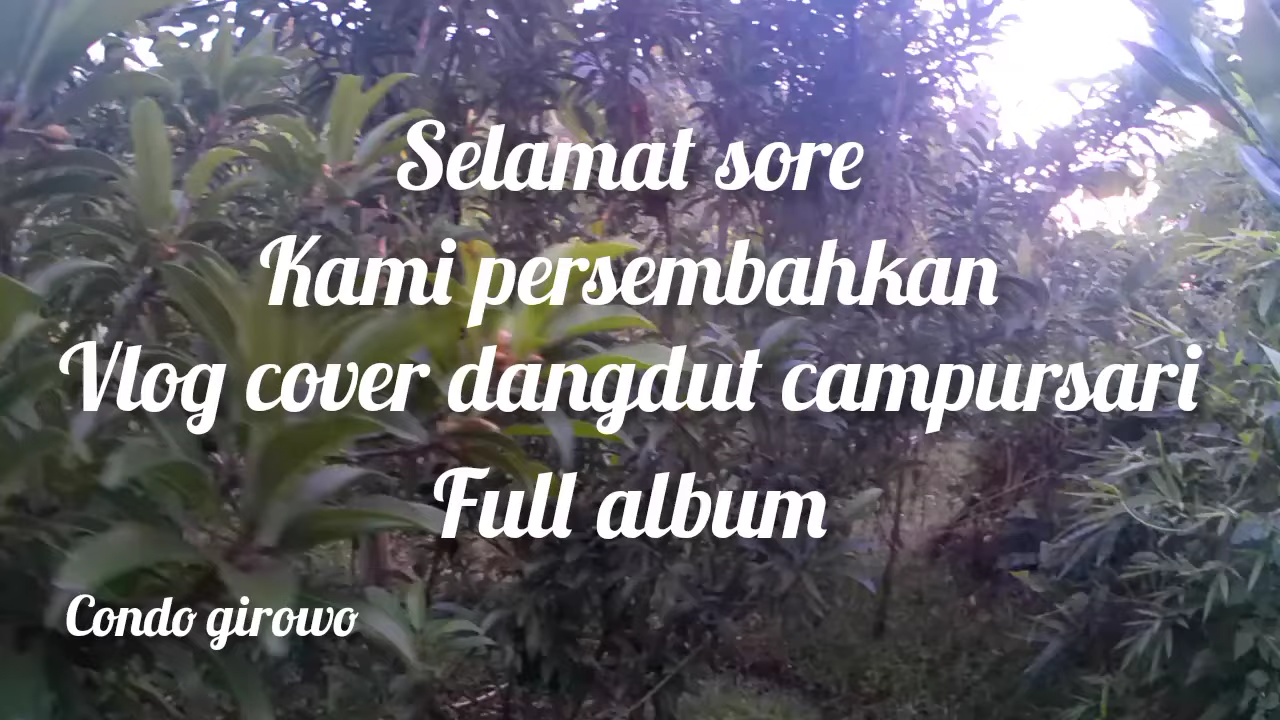 Selamat sore
Kami persembahkan
Vlog cover dangdut campursari
Full album
Condo girowo